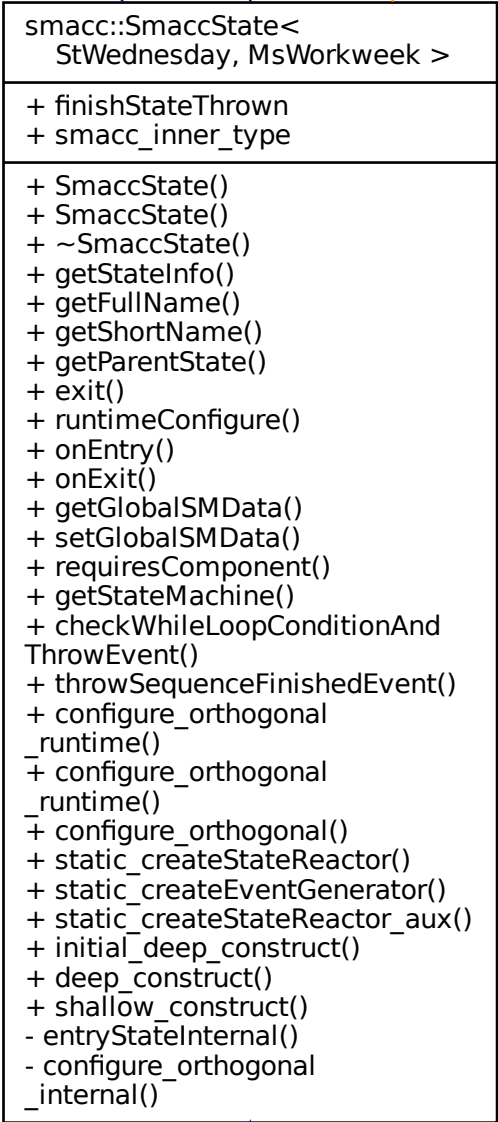 smacc::SmaccState<
StWednesday, MsWorkweek >
+ finishStateThrown
+ smacc_inner_type
+ SmaccState()
+ SmaccState()
+ ~SmaccState()
+ getStateInfo()
+ getFullName()
+ getShortName()
+ getParentState()
+ exit()
+ runtimeConfigure()
+ onEntry()
+ onExit()
+ getGlobalSMData()
+ setGlobalSMData()
+ requiresComponent()
+ getStateMachine()
+ checkWhileLoopConditionAnd
ThrowEvent()
+ throwSequenceFinishedEvent()
+ configure_orthogonal
_runtime()
+ configure_orthogonal
_runtime()
+ configure_orthogonal()
+ static_createStateReactor()
+ static_createEventGenerator()
+ static_createStateReactor_aux()
+ initial_deep_construct()
+ deep_construct()
+ shallow_construct()
- entryStateInternal()
- configure_orthogonal
_internal()